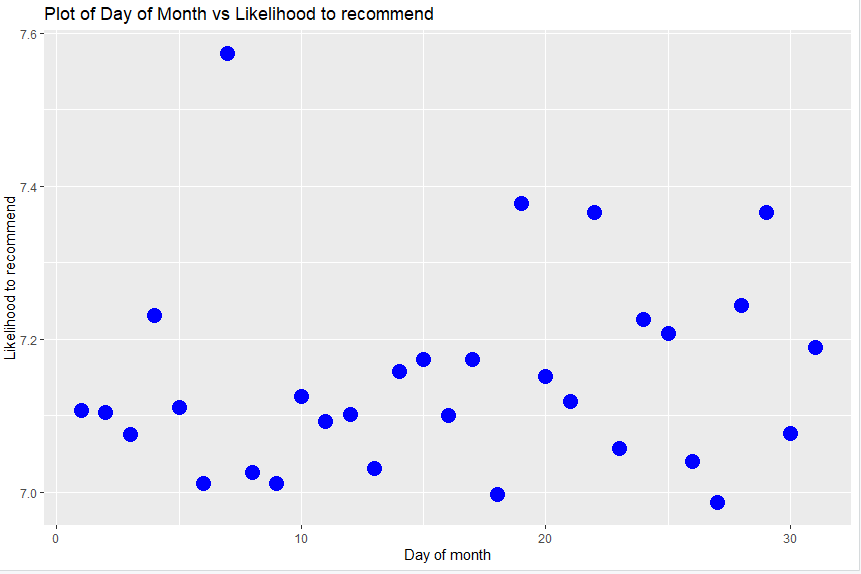 Plot of Day of Month vs Likelihood to recommend
7.6
7.4
7.2
7.0
Likelihood to recommend
0 10 20 30
Day of month